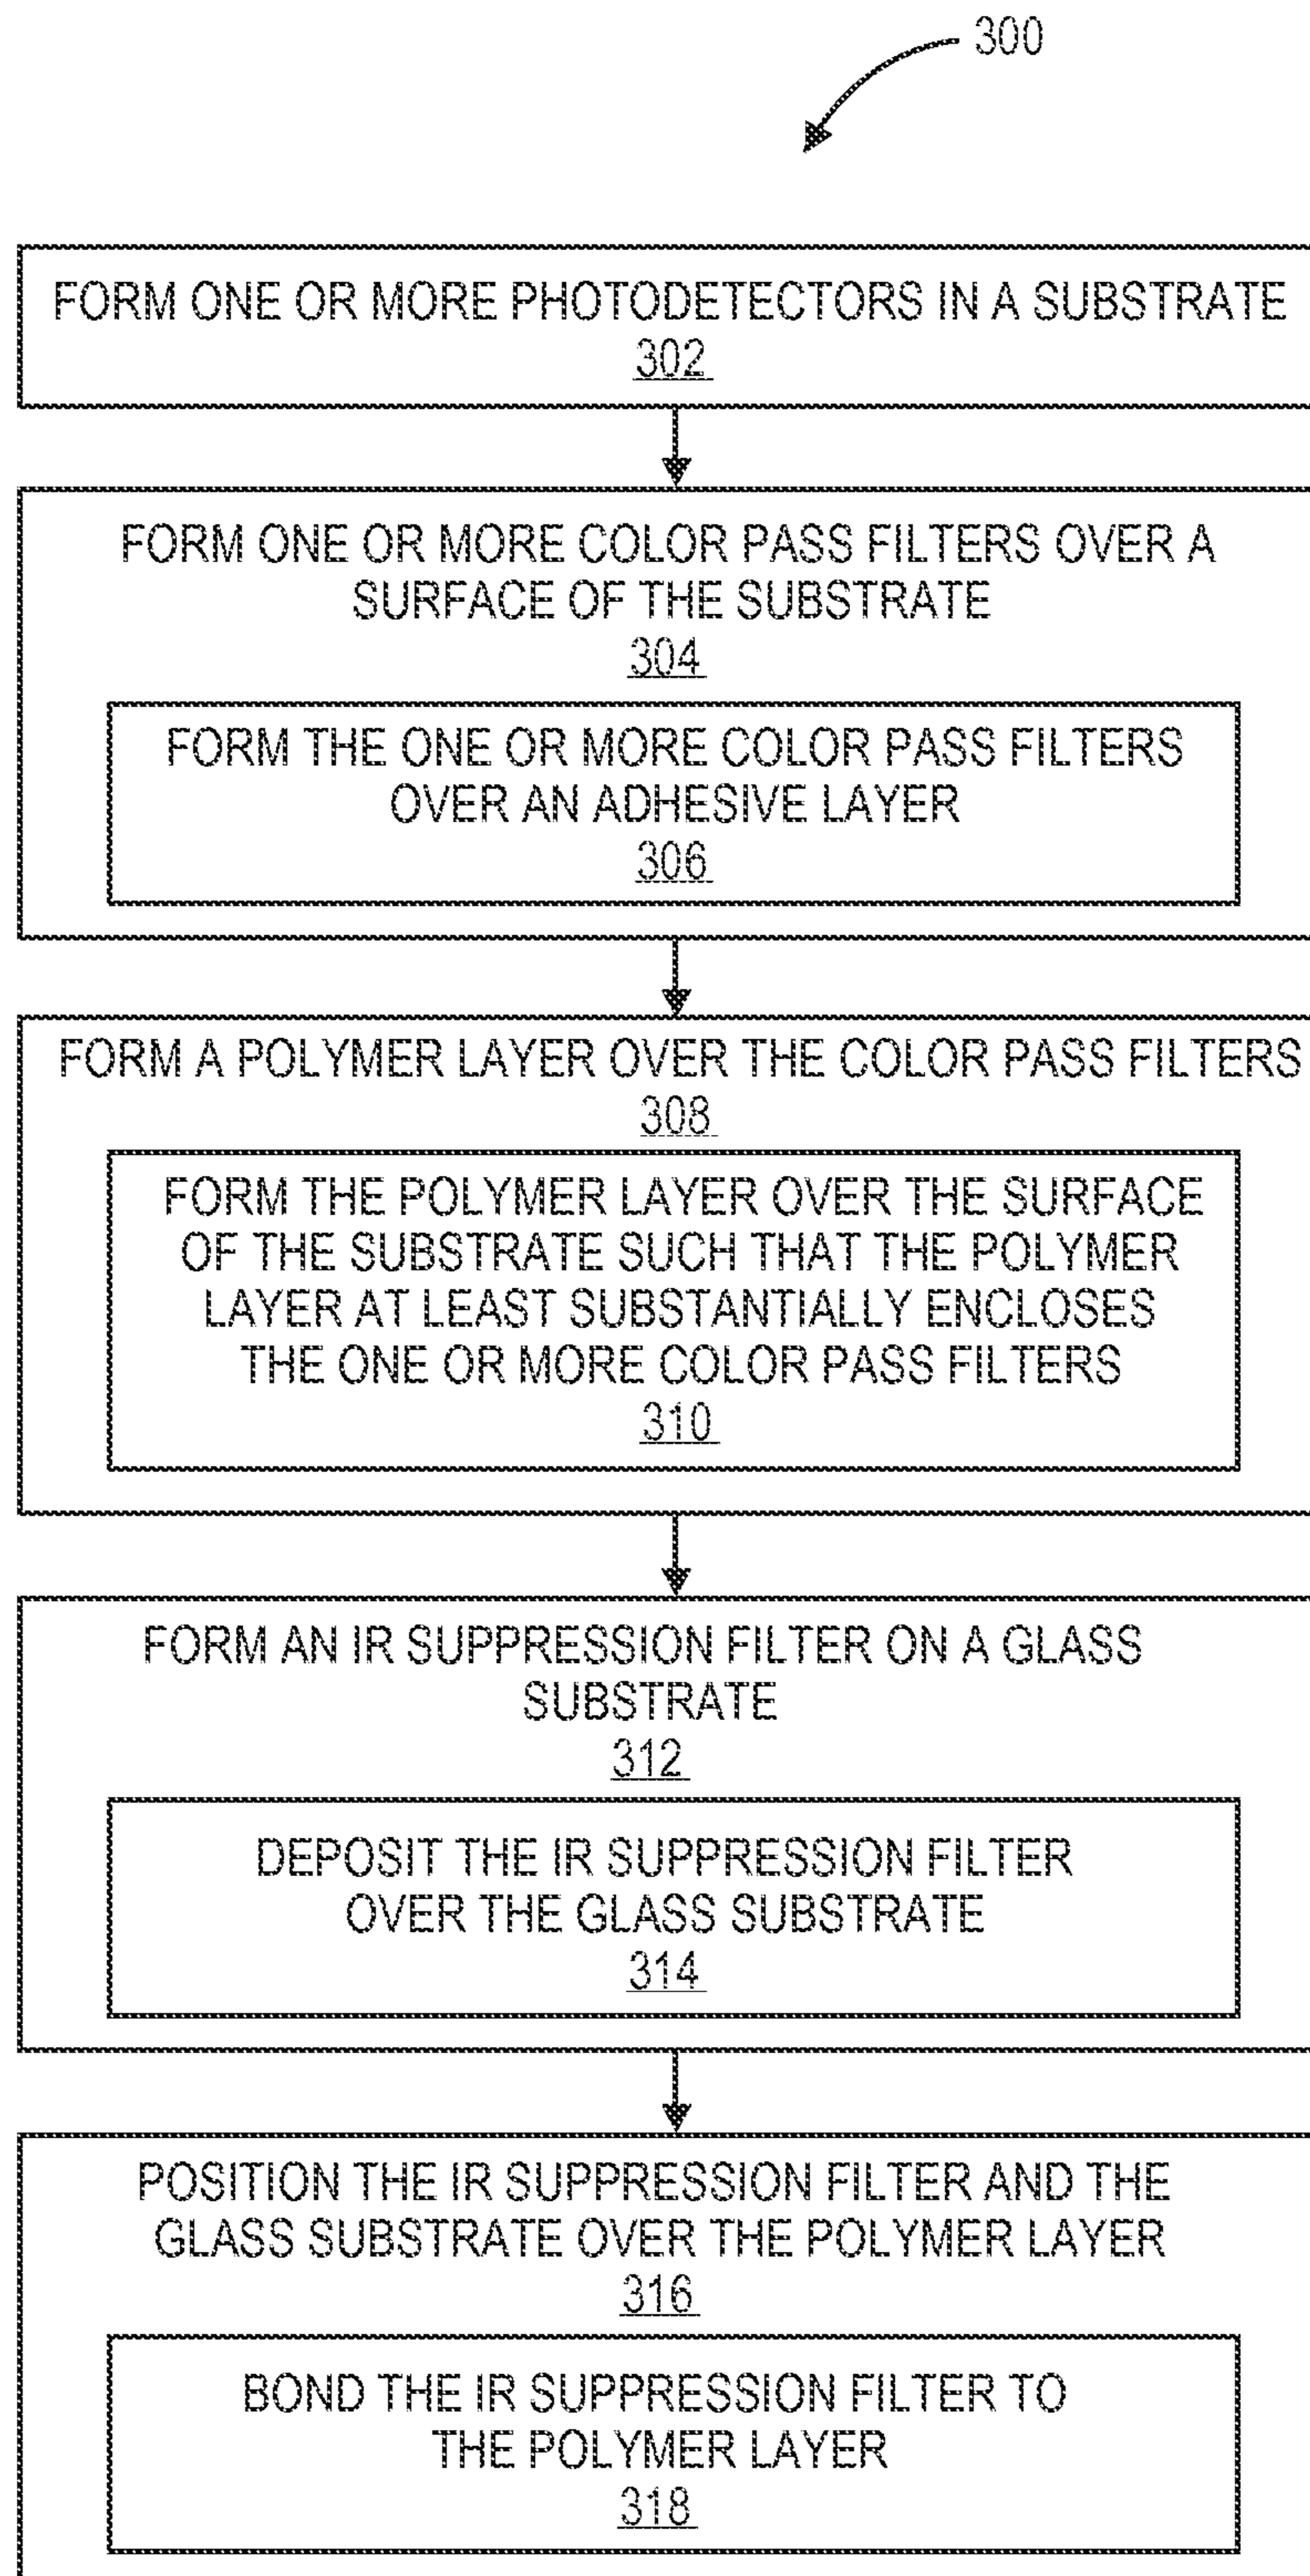 300
FORM ONE OR MORE PHOTODETECTORS IN A SUBSTRATE
302
FORM ONE OR MORE COLOR PASS FILTERS OVER A
SURFACE OF THE SUBSTRATE
304
FORM THE ONE OR MORE COLOR PASS FILTERS
OVER AN ADHESIVE LAYER
306
FORM A POLYMER LAYER OVER THE COLOR PASS FILTERS
308
FORM THE POLYMER LAYER OVER THE SURFACE
OF THE SUBSTRATE SUCH THAT THE POLYMER
LAYER AT LEAST SUBSTANTIALLY ENCLOSES
THE ONE OR MORE COLOR PASS FILTERS
310
FORM AN IR SUPPRESSION FILTER ON A GLASS
SUBSTRATE
312
DEPOSIT THE IR SUPPRESSION FILTER
OVER THE GLASS SUBSTRATE
314
POSITION THE IR SUPPRESSION FILTER AND THE
GLASS SUBSTRATE OVER THE POLYMER LAYER
316
BOND THE IR SUPPRESSION FILTER TO
THE POLYMER LAYER
318